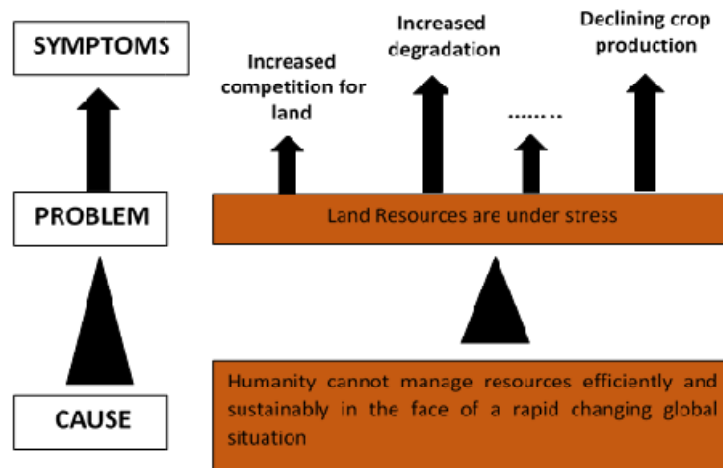 SYMPTOMS
Increased
competition for
land
Increased
degradation
........
Declining crop
production
PROBLEM
Land Resources are under stress
CAUSE
Humanity cannot manage resources efficiently and
sustainably in the face of a rapid changing global
situation